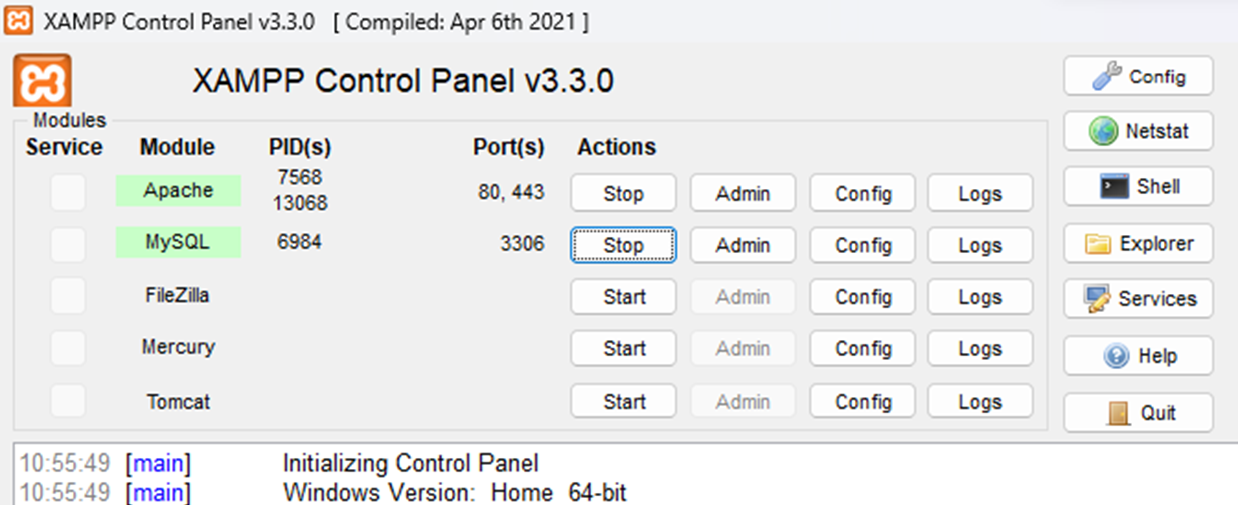 XAMPP Control Panel v3.3.0 [ Compiled: Apr 6th 2021 ]
XAMPP Control Panel v3.3.0
Config
Modules
Service Module PID(s) Port(s) Actions
Netstat
Apache 7568 13068 80, 443 Stop Admin Config Logs
Shell
MySQL 6984 3306 Stop Admin Config Logs
Explorer
FileZilla Start Admin Config Logs
Services
Mercury Start Admin Config Logs
Help
Tomcat Start Admin Config Logs
Quit
10:55:49 [main] Initializing Control Panel
10:55:49 [main] Windows Version: Home 64-bit